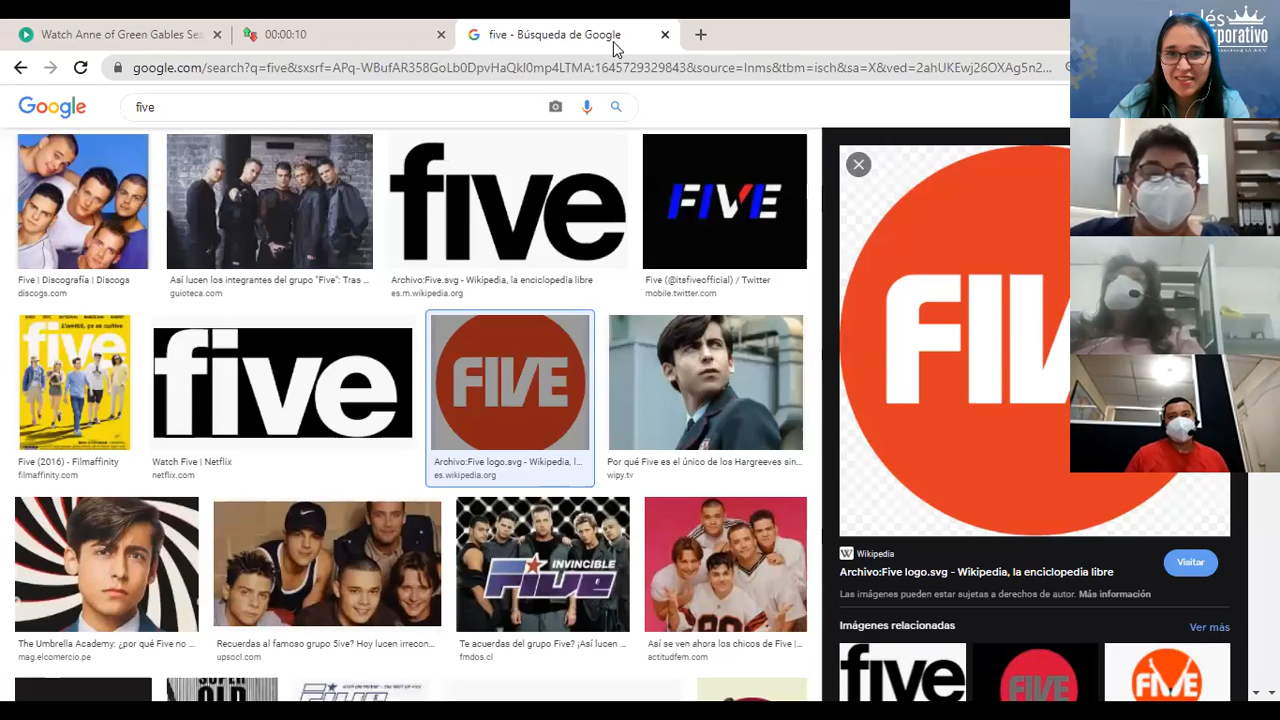 Watch Anne of Green Gables Sea
00:00:10
five - Búsqueda de Google
google.com/search?q=five&sxsrf=APq-WBufAR358GoLb0D
:1645729329843&source=lnms&tbm=isch&sa=X&ved=2ahUKEwj26OXAg5n2...
Inglés
Corporativo
Google
five
five
FIVE
FI
Five | Discografía | Discogs
discogs.com
Así lucen los integrantes del grupo "Five": Tras ...
guioteca.com
Archivo:Five.svg - Wikipedia, la enciclopedia libre
es.m.wikipedia.org
Five (@itsfiveofficial) / Twitter
mobile.twitter.com
five
five
FIVE
Five (2016) - Filmaffinity
filmaffinity.com
Watch Five | Netflix
netflix.com
Archivo:Five logo.svg - Wikipedia, l...
es.wikipedia.org
Por qué Five es el único de los Hargreeves sin...
wipy.tv
INVINCIBLE
Five
The Umbrella Academy: ¿por qué Five no ...
mag.elcomercio.pe
Recuerdas al famoso grupo 5ive? Hoy lucen irrecon...
upsocl.com
Te acuerdas del grupo Five? ¡Así lucen ...
fmdos.cl
Así se ven ahora los chicos de Five |...
actitudfem.com
Wikipedia
Archivo:Five logo.svg - Wikipedia, la enciclopedia libre
Visitar
Las imágenes pueden estar sujetas a derechos de autor. Más información
Imágenes relacionadas
Ver más
five
FIVE
FIVE